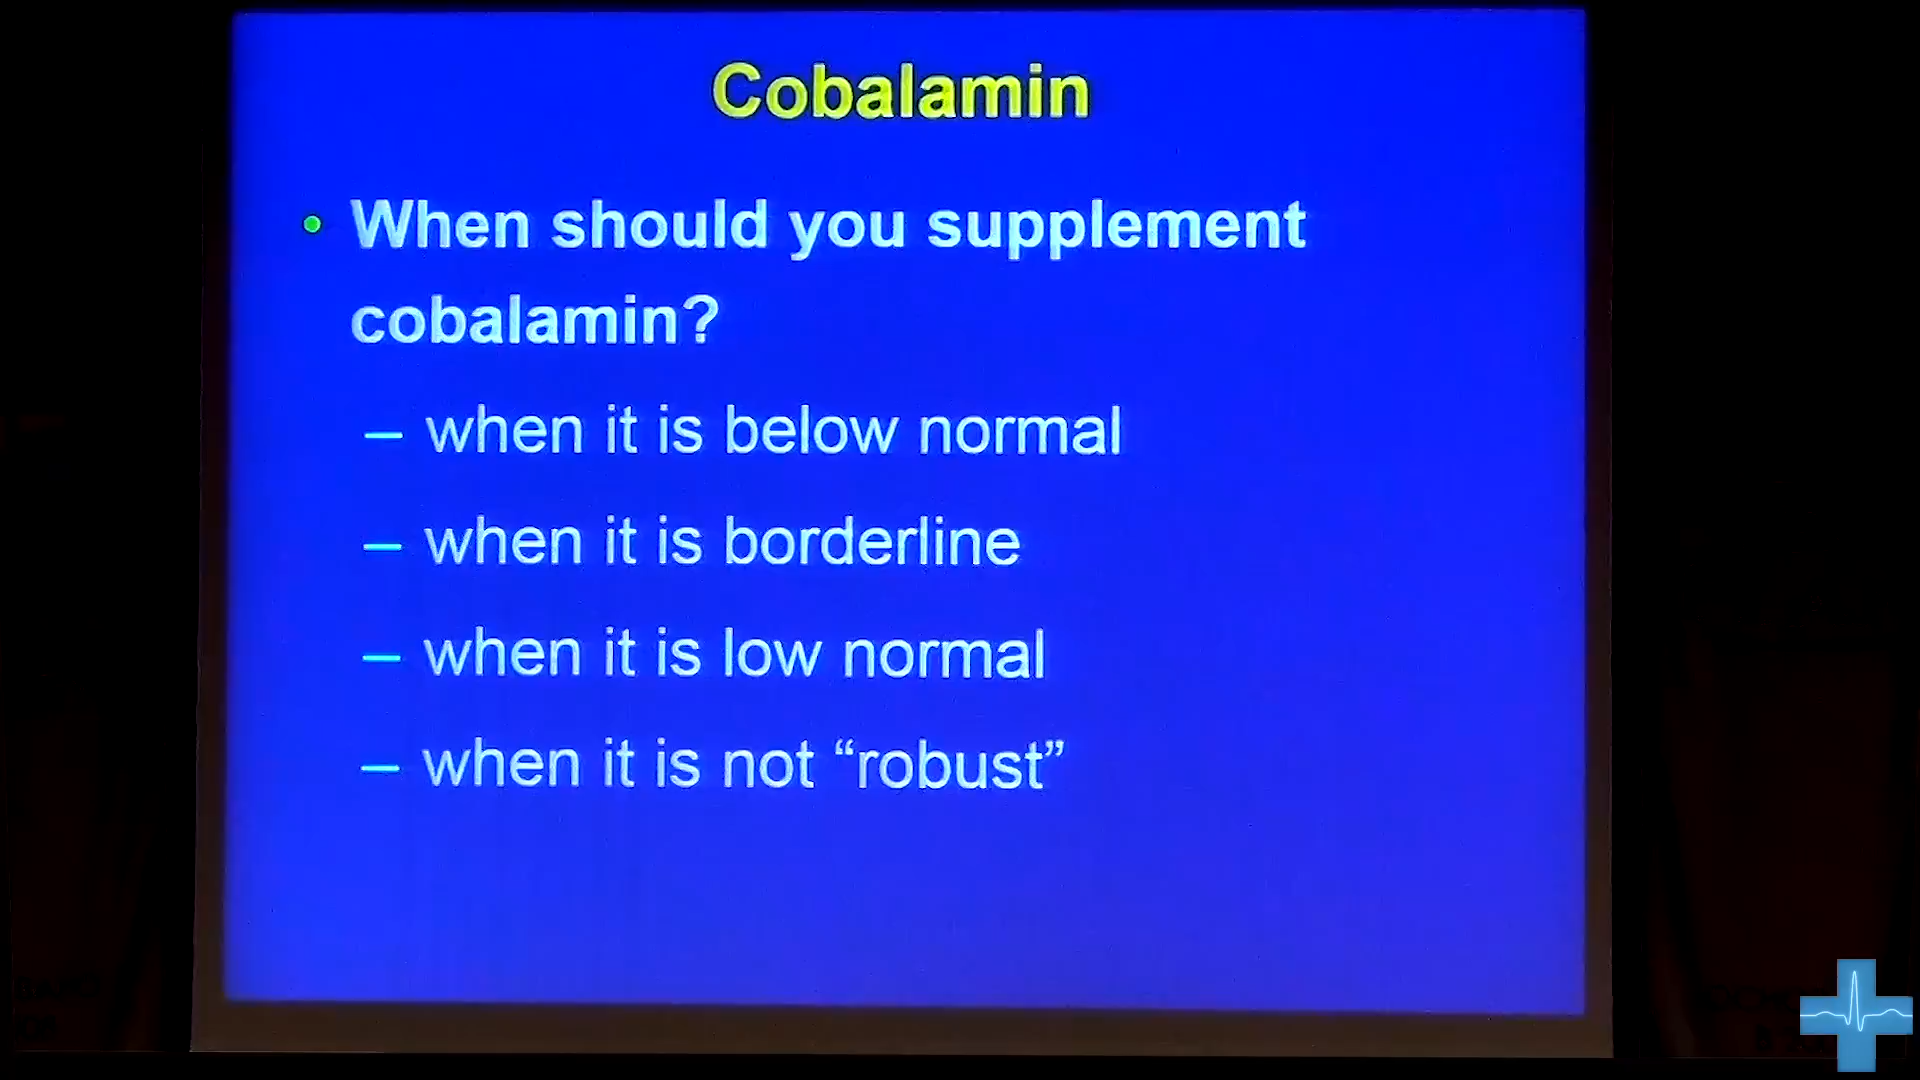 Cobalamin
• When should you supplement
cobalamin?
– when it is below normal
– when it is borderline
– when it is low normal
– when it is not “robust”